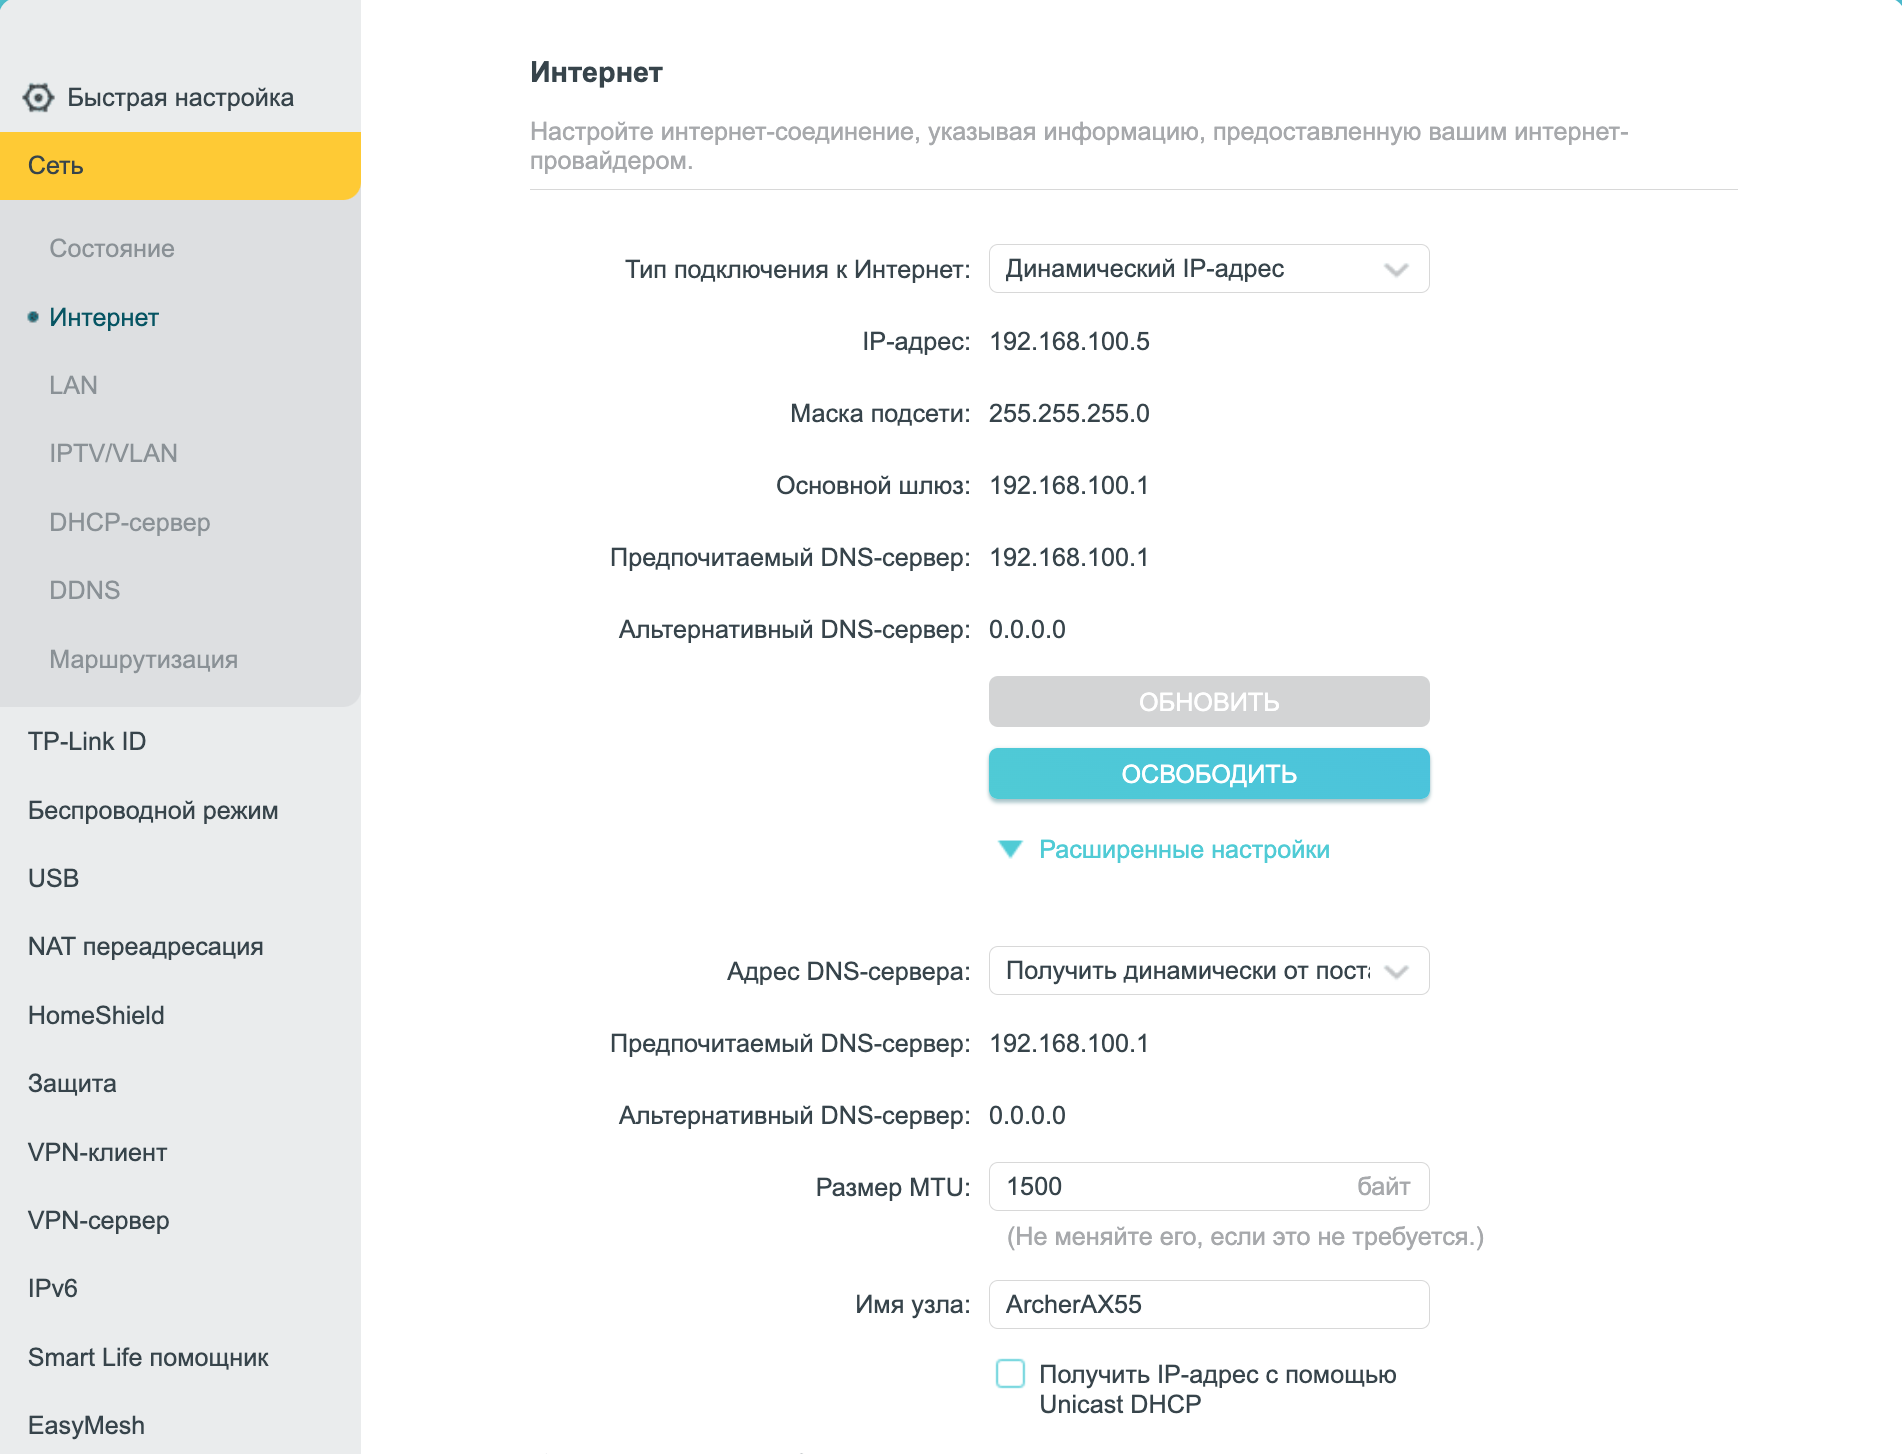 Быстрая настройка
Сеть
Состояние
Интернет
LAN
IPTV/VLAN
DHCP-сервер
DDNS
Маршрутизация
TP-Link ID
Беспроводной режим
USB
NAT переадресация
HomeShield
Защита
VPN-клиент
VPN-сервер
IPv6
Smart Life помощник
EasyMesh
Интернет
Настройте интернет-соединение, указывая информацию, предоставленную вашим интернет-
провайдером.
Тип подключения к Интернет: Динамический IP-адрес
IP-адрес: 192.168.100.5
Маска подсети: 255.255.255.0
Основной шлюз: 192.168.100.1
Предпочитаемый DNS-сервер: 192.168.100.1
Альтернативный DNS-сервер: 0.0.0.0
ОБНОВИТЬ
ОСВОБОДИТЬ
Расширенные настройки
Адрес DNS-сервера: Получить динамически от поста
Предпочитаемый DNS-сервер: 192.168.100.1
Альтернативный DNS-сервер: 0.0.0.0
Размер MTU: 1500 байт
(Не меняйте его, если это не требуется.)
Имя узла: ArcherAX55
Получить IP-адрес с помощью
Unicast DHCP